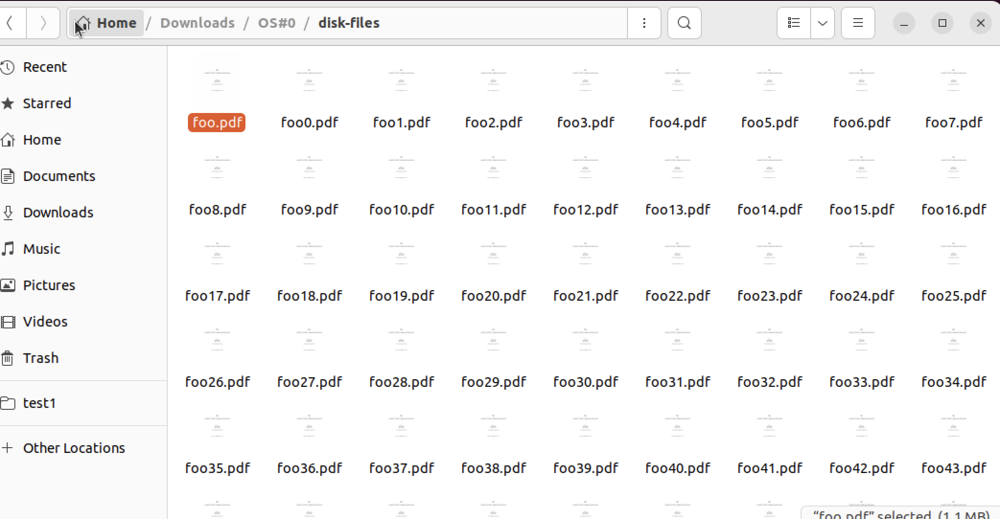 Home / Downloads / OS#0 / disk-files
Recent
Starred
Home
Documents
Downloads
Music
Pictures
Videos
Trash
test1
Other Locations
foo.pdf foo0.pdf foo1.pdf foo2.pdf foo3.pdf foo4.pdf foo5.pdf foo6.pdf foo7.pdf
foo8.pdf foo9.pdf foo10.pdf foo11.pdf foo12.pdf foo13.pdf foo14.pdf foo15.pdf foo16.pdf
foo17.pdf foo18.pdf foo19.pdf foo20.pdf foo21.pdf foo22.pdf foo23.pdf foo24.pdf foo25.pdf
foo26.pdf foo27.pdf foo28.pdf foo29.pdf foo30.pdf foo31.pdf foo32.pdf foo33.pdf foo34.pdf
foo35.pdf foo36.pdf foo37.pdf foo38.pdf foo39.pdf foo40.pdf foo41.pdf foo42.pdf foo43.pdf
“foo.pdf” selected (1.1 MB)